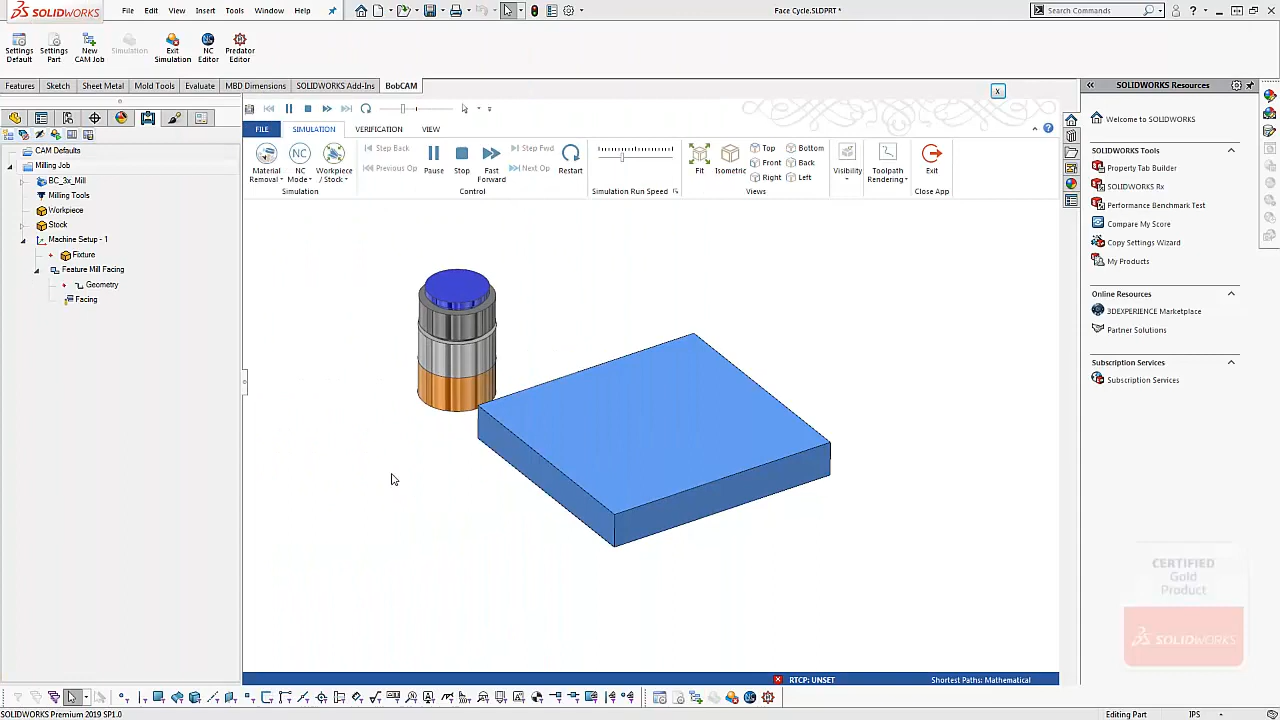 SOLIDWORKS File Edit View Insert Tools Window Help Face Cycle.SLDPRT * Search Commands
Settings Default
Settings Part
New CAM Job
Simulation
Exit Simulation
NC Editor
Predator Editor
Features Sketch Sheet Metal Mold Tools Evaluate MBD Dimensions SOLIDWORKS Add-Ins BobCAM
x
SOLIDWORKS Resources
FILE SIMULATION VERIFICATION VIEW
Material Removal
NC Mode
Workpiece / Stock
Simulation
Step Back
Previous Op
Pause
Stop
Fast Forward
Step Fwd
Next Op
Restart
Control
Simulation Run Speed
Fit
Isometric
Top
Front
Right
Bottom
Back
Left
Views
Visibility
Toolpath Rendering
Exit
Close App
CAM Defaults
Milling Job
BC_3x_Mill
Milling Tools
Workpiece
Stock
Machine Setup - 1
Fixture
Feature Mill Facing
Geometry
Facing
Welcome to SOLIDWORKS
SOLIDWORKS Tools
Property Tab Builder
SOLIDWORKS Rx
Performance Benchmark Test
Compare My Score
Copy Settings Wizard
My Products
Online Resources
3DEXPERIENCE Marketplace
Partner Solutions
Subscription Services
Subscription Services
CERTIFIED
Gold
Product
SOLIDWORKS
RTCP: UNSET Shortest Paths: Mathematical
SOLIDWORKS Premium 2019 SP1.0 Editing Part IPS